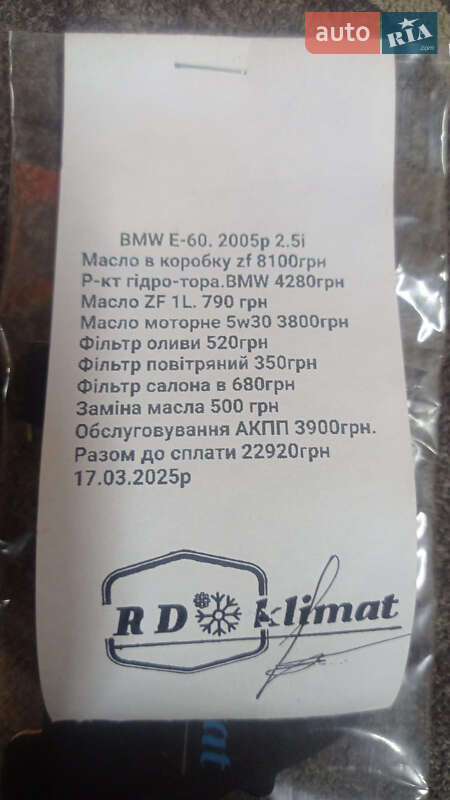 auto RIA.com
BMW E-60. 2005р 2.5i
Масло в коробку zf 8100грн
Р-кт гідро-тора.BMW 4280грн
Масло ZF 1L. 790 грн
Масло моторне 5w30 3800грн
Фільтр оливи 520грн
Фільтр повітряний 350грн
Фільтр салона в 680грн
Заміна масла 500 грн
Обслуговування АКПП 3900грн.
Разом до сплати 22920грн
17.03.2025р
R D klimat
mat